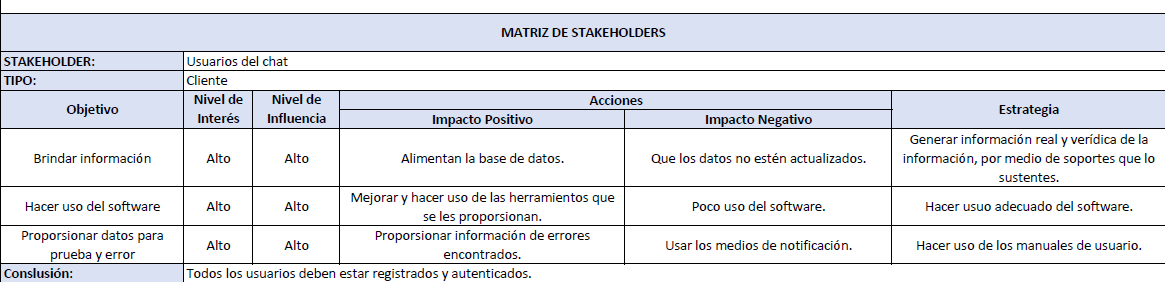 MATRIZ DE STAKEHOLDERS
STAKEHOLDER: Usuarios del chat
TIPO: Cliente
Objetivo
Nivel de
Interés
Nivel de
Influencia
Acciones
Impacto Positivo
Impacto Negativo
Estrategia
Brindar información
Alto
Alto
Alimentan la base de datos.
Que los datos no estén actualizados.
Generar información real y verídica de la
información, por medio de soportes que lo
sustentes.
Hacer uso del software
Alto
Alto
Mejorar y hacer uso de las herramientos que
se les proporsionan.
Poco uso del software.
Hacer usuo adecuado del software.
Proporsionar datos para
prueba y error
Alto
Alto
Proporsionar información de errores
encontrados.
Usar los medios de notificación.
Hacer uso de los manuales de usuario.
Conslusión: Todos los usuarios deben estar registrados y autenticados.